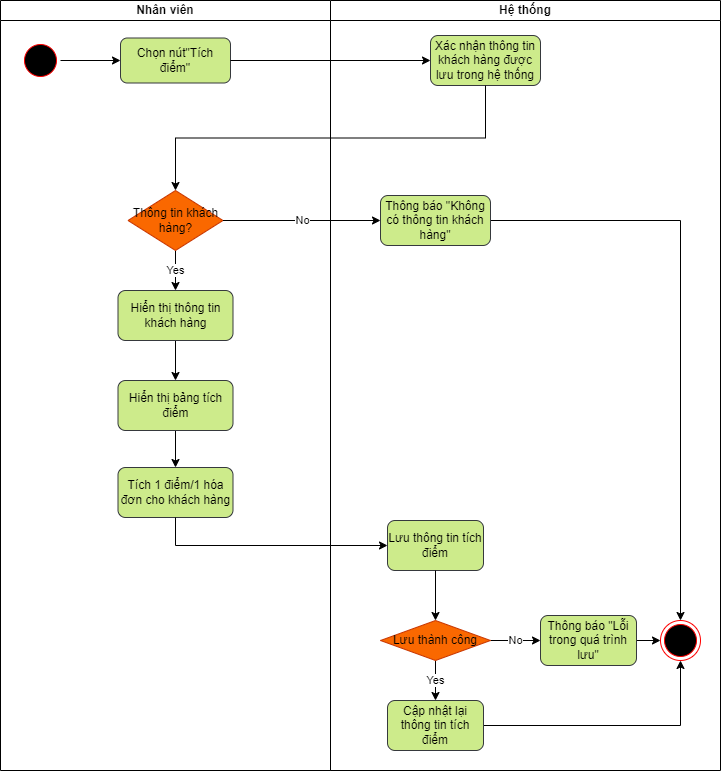 Nhân viên
Hệ thống
Chọn nút"Tích
điểm"
Xác nhận thông tin
khách hàng được
lưu trong hệ thống
Thông tin khách
hàng?
No
Thông báo "Không
có thông tin khách
hàng"
Yes
Hiển thị thông tin
khách hàng
Hiển thị bảng tích
điểm
Tích 1 điểm/1 hóa
đơn cho khách hàng
Lưu thông tin tích
điểm
Lưu thành công
No
Thông báo "Lỗi
trong quá trình
lưu"
Yes
Cập nhật lại
thông tin tích
điểm